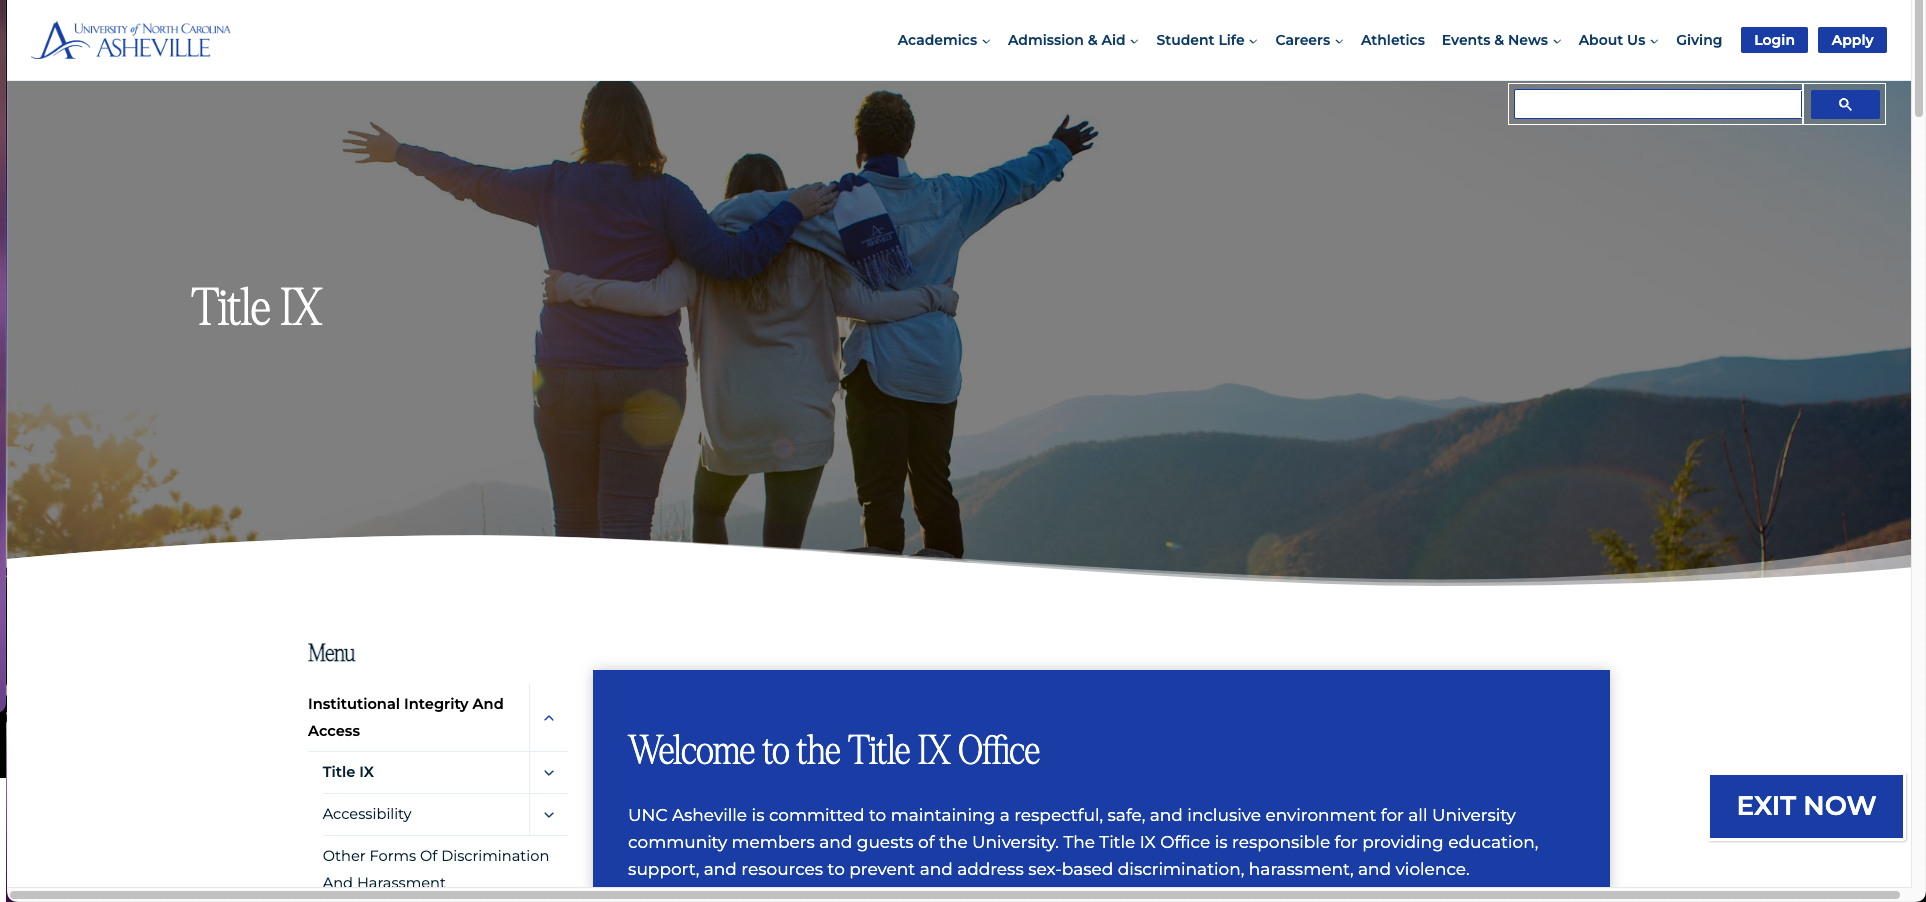 University of North Carolina
Asheville
Academics
Admission & Aid
Student Life
Careers
Athletics
Events & News
About Us
Giving
Login
Apply
Title IX
Menu
Institutional Integrity And
Access
Title IX
Accessibility
Other Forms Of Discrimination
And Harassment
Welcome to the Title IX Office
UNC Asheville is committed to maintaining a respectful, safe, and inclusive environment for all University
community members and guests of the University. The Title IX Office is responsible for providing education,
support, and resources to prevent and address sex-based discrimination, harassment, and violence.
EXIT NOW